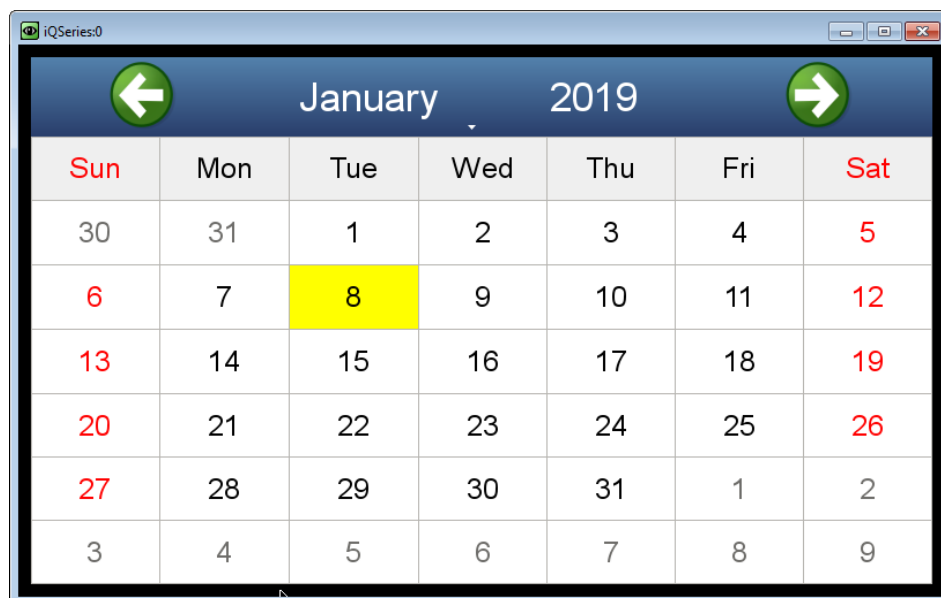 iQSeries:0
January 2019
Sun Mon Tue Wed Thu Fri Sat
30 31 1 2 3 4 5
6 7 8 9 10 11 12
13 14 15 16 17 18 19
20 21 22 23 24 25 26
27 28 29 30 31 1 2
3 4 5 6 7 8 9